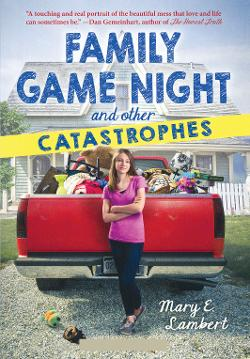 "A touching and real portrait of the beautiful mess that love and life
can sometimes be." — Dan Gemeinhart, author of The Honest Truth
FAMILY
GAME NIGHT
and other
CATASTROPHES
Mary E.
Lambert